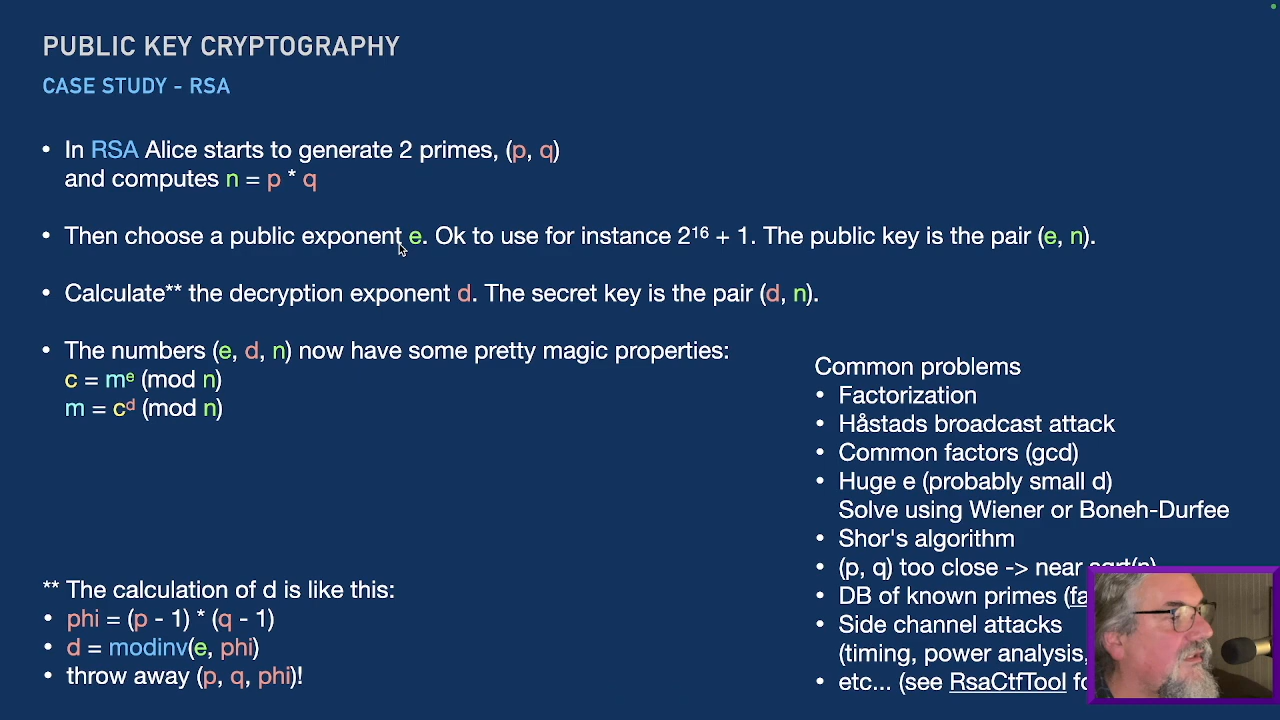 PUBLIC KEY CRYPTOGRAPHY
CASE STUDY - RSA
• In RSA Alice starts to generate 2 primes, (p, q)
and computes n = p * q
• Then choose a public exponent e. Ok to use for instance 2¹⁶ + 1. The public key is the pair (e, n).
• Calculate** the decryption exponent d. The secret key is the pair (d, n).
• The numbers (e, d, n) now have some pretty magic properties:
c = mᵉ (mod n)
m = cᵈ (mod n)
** The calculation of d is like this:
• phi = (p - 1) * (q - 1)
• d = modinv(e, phi)
• throw away (p, q, phi)!
Common problems
• Factorization
• Håstads broadcast attack
• Common factors (gcd)
• Huge e (probably small d)
Solve using Wiener or Boneh-Durfee
• Shor's algorithm
• (p, q) too close -> near sqrt(n)
• DB of known primes
• Side channel attacks
(timing, power analysis,
• etc... (see RsaCtfTool